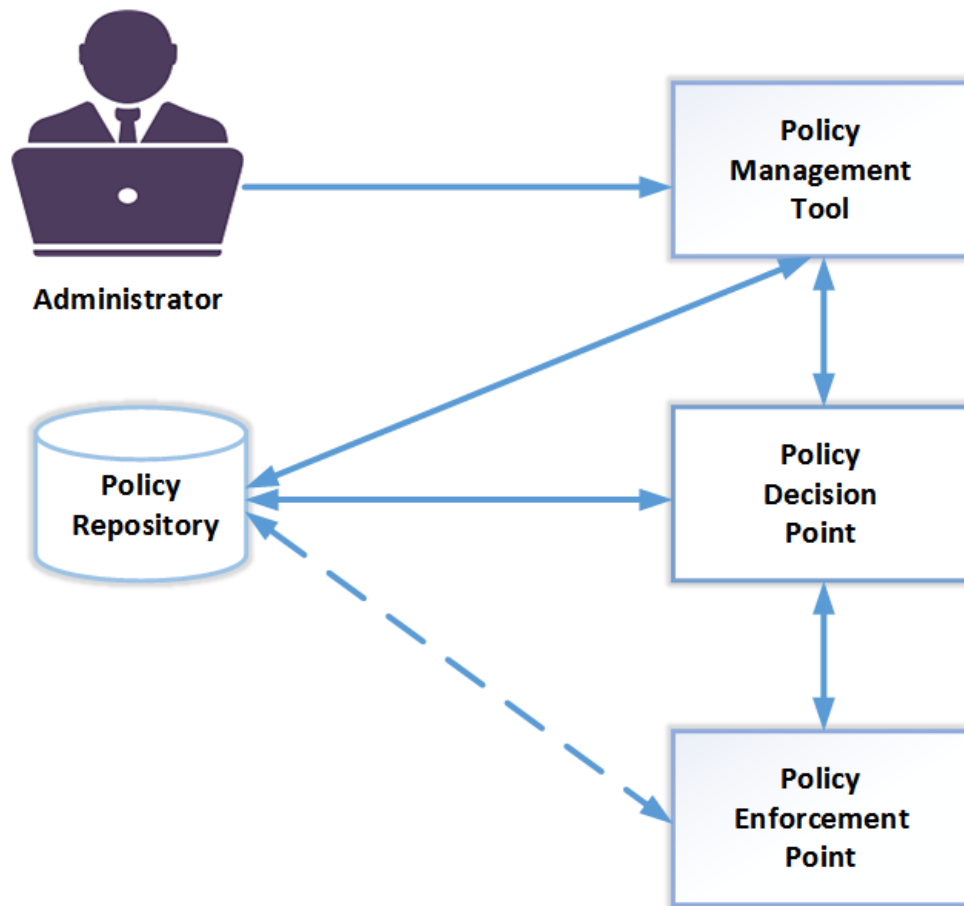 Policy
Management
Tool
Administrator
Policy
Repository
Policy
Decision
Point
Policy
Enforcement
Point